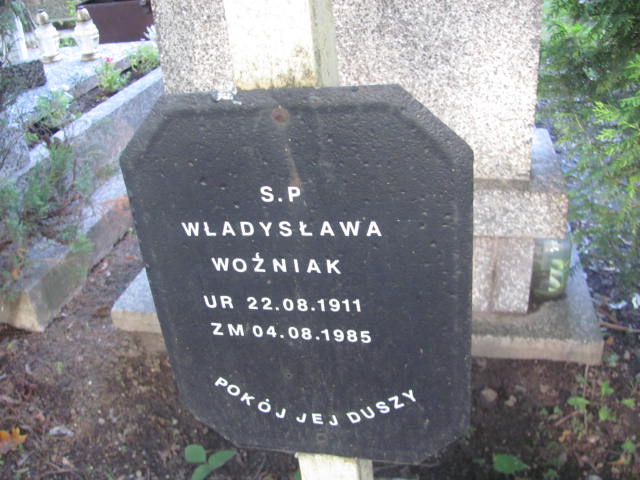 S.P
WŁADYSŁAWA
WOŹNIAK
UR 22.08.1911
ZM 04.08.1985
POKÓJ JEJ DUSZY